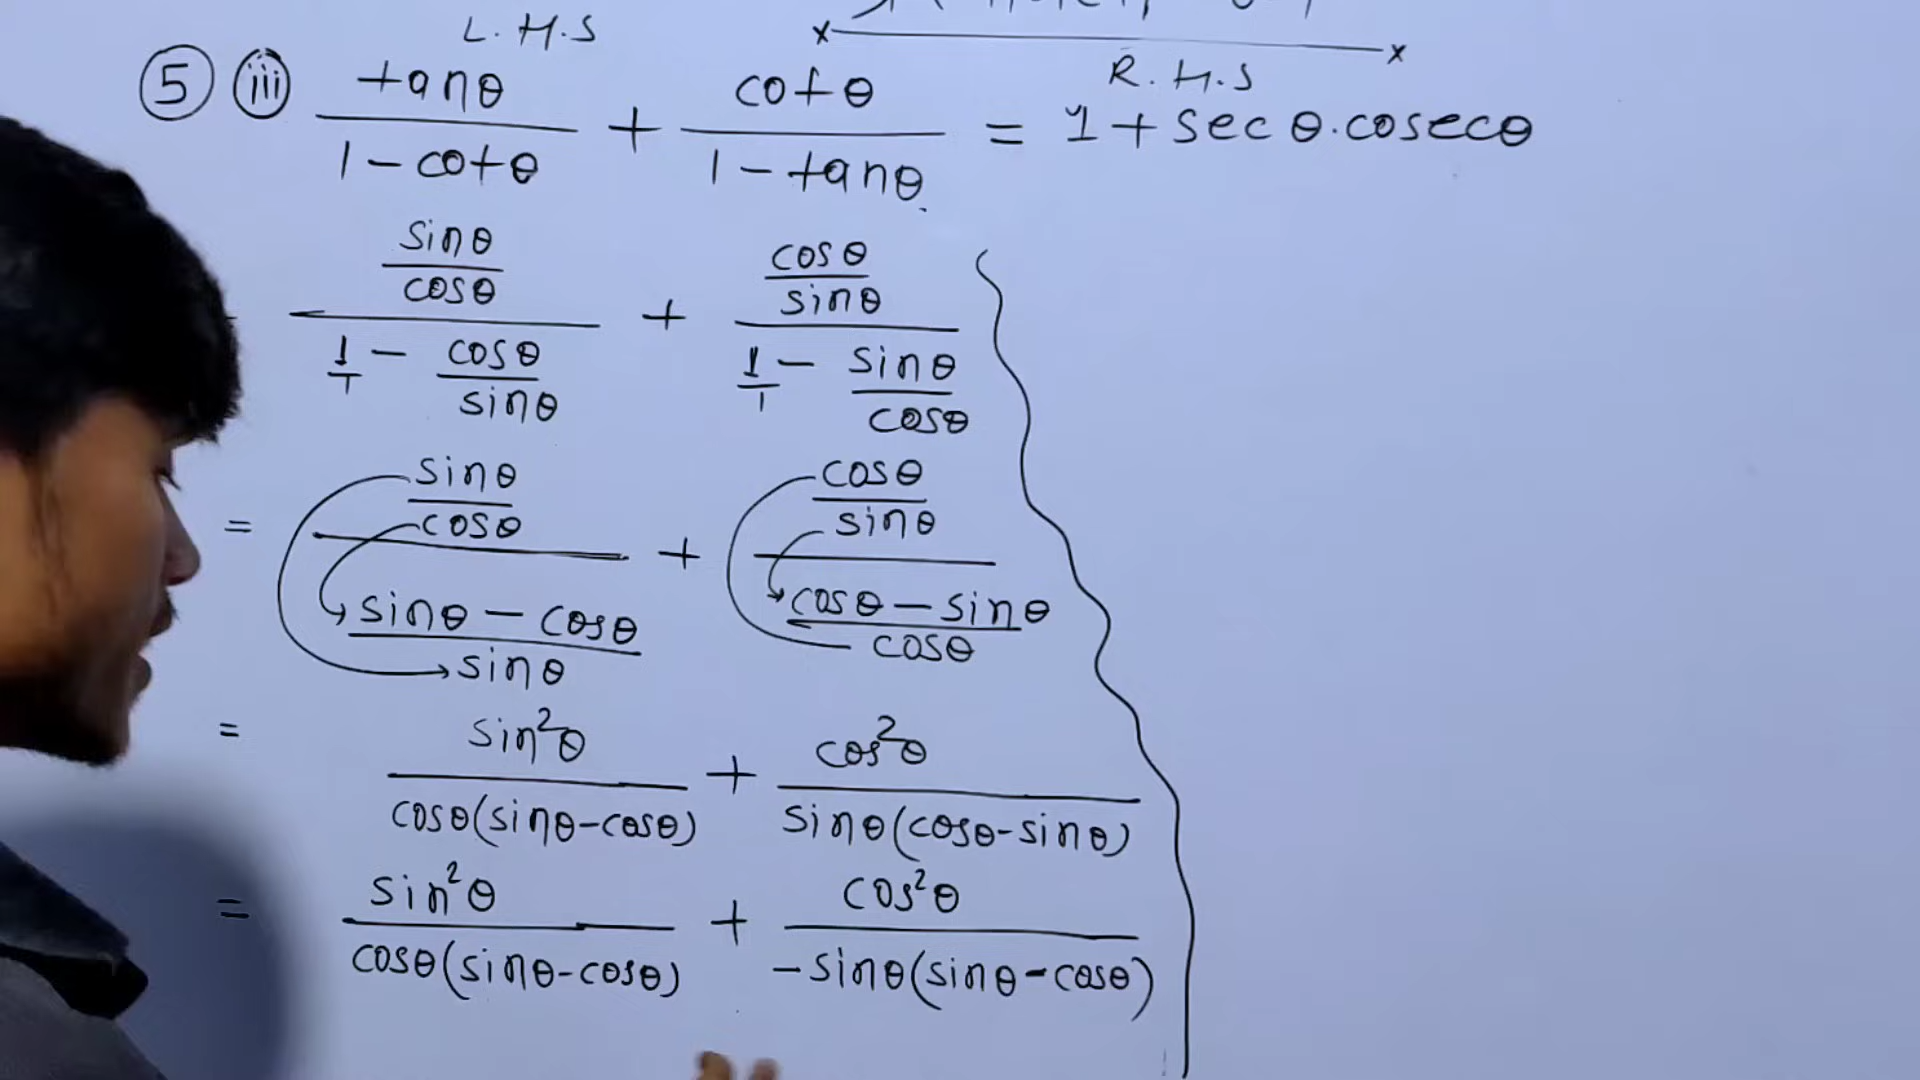 L.H.S
R.H.S
5 iii tanθ/(1-cotθ) + cotθ/(1-tanθ) = 1+secθ.cosecθ
(sinθ/cosθ)/(1/1 - cosθ/sinθ) + (cosθ/sinθ)/(1/1 - sinθ/cosθ)
= (sinθ/cosθ)/((sinθ-cosθ)/sinθ) + (cosθ/sinθ)/((cosθ-sinθ)/cosθ)
= sin²θ/(cosθ(sinθ-cosθ)) + cos²θ/(sinθ(cosθ-sinθ))
= sin²θ/(cosθ(sinθ-cosθ)) + cos²θ/(-sinθ(sinθ-cosθ))